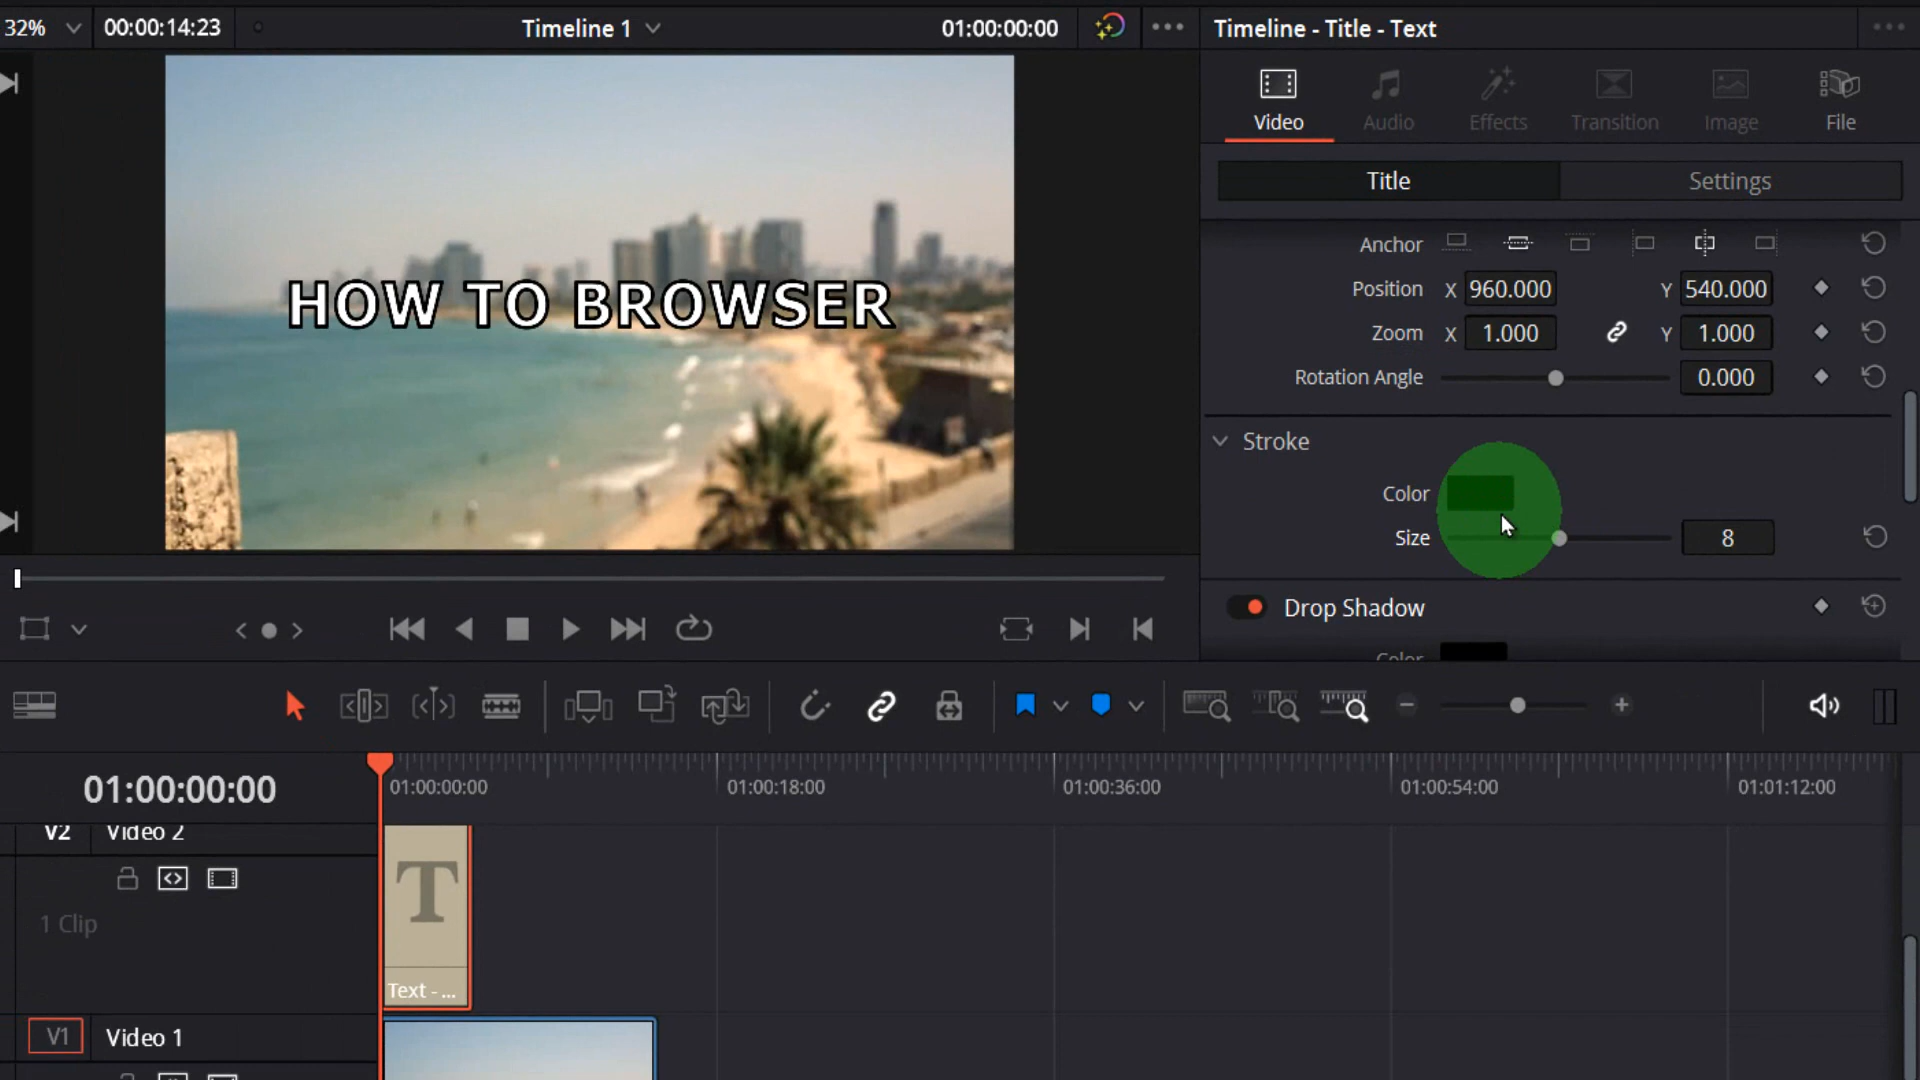 32% 00:00:14:23 Timeline 1 01:00:00:00 Timeline - Title - Text
Video Audio Effects Transition Image File
Title Settings
Anchor
Position X 960.000 Y 540.000
Zoom X 1.000 Y 1.000
Rotation Angle 0.000
Stroke
Color
Size 8
Drop Shadow
Color
HOW TO BROWSER
01:00:00:00 01:00:00:00 01:00:18:00 01:00:36:00 01:00:54:00 01:01:12:00
V2 Video 2
1 Clip
T
Text - ...
V1 Video 1